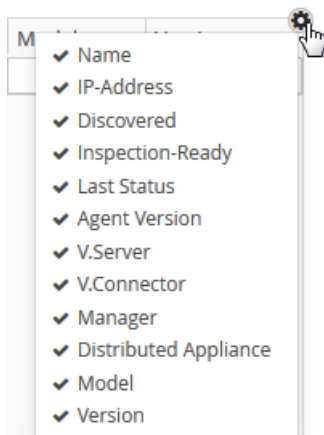 Name
IP-Address
Discovered
Inspection-Ready
Last Status
Agent Version
V.Server
V.Connector
Manager
Distributed Appliance
Model
Version